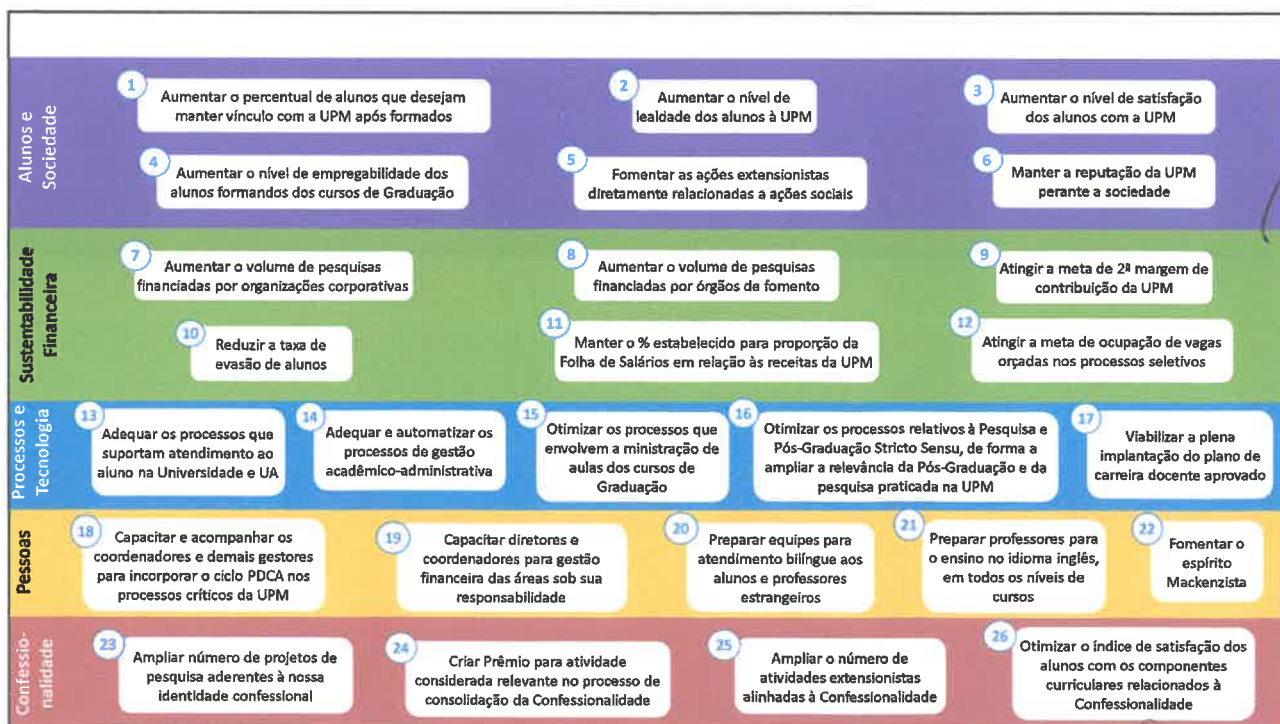 Alunos e
Sociedade
1
Aumentar o percentual de alunos que desejam
manter vínculo com a UPM após formados
2
Aumentar o nível de
lealdade dos alunos à UPM
3
Aumentar o nível de satisfação
dos alunos com a UPM
4
Aumentar o nível de empregabilidade dos
alunos formandos dos cursos de Graduação
5
Fomentar as ações extensionistas
diretamente relacionadas a ações sociais
6
Manter a reputação da UPM
perante a sociedade
Sustentabilidade
Financeira
7
Aumentar o volume de pesquisas
financiadas por organizações corporativas
8
Aumentar o volume de pesquisas
financiadas por órgãos de fomento
9
Atingir a meta de 2ª margem de
contribuição da UPM
10
Reduzir a taxa de
evasão de alunos
11
Manter o % estabelecido para proporção da
Folha de Salários em relação às receitas da UPM
12
Atingir a meta de ocupação de vagas
orçadas nos processos seletivos
Processos e
Tecnologia
13
Adequar os processos que
suportam atendimento ao
aluno na Universidade e UA
14
Adequar e automatizar os
processos de gestão
acadêmico-administrativa
15
Otimizar os processos que
envolvem a ministração de
aulas dos cursos de
Graduação
16
Otimizar os processos relativos à Pesquisa e
Pós-Graduação Stricto Sensu, de forma a
ampliar a relevância da Pós-Graduação e da
pesquisa praticada na UPM
17
Viabilizar a plena
implantação do plano de
carreira docente aprovado
Pessoas
18
Capacitar e acompanhar os
coordenadores e demais gestores
para incorporar o ciclo PDCA nos
processos críticos da UPM
19
Capacitar diretores e
coordenadores para gestão
financeira das áreas sob sua
responsabilidade
20
Preparar equipes para
atendimento bilíngue aos
alunos e professores
estrangeiros
21
Preparar professores para
o ensino no idioma inglês,
em todos os níveis de
cursos
22
Fomentar o
espírito
Mackenzista
Confessio-
nalidade
23
Ampliar número de projetos de
pesquisa aderentes à nossa
identidade confessional
24
Criar Prêmio para atividade
considerada relevante no processo de
consolidação da Confessionalidade
25
Ampliar o número de
atividades extensionistas
alinhadas à Confessionalidade
26
Otimizar o índice de satisfação dos
alunos com os componentes
curriculares relacionados à
Confessionalidade